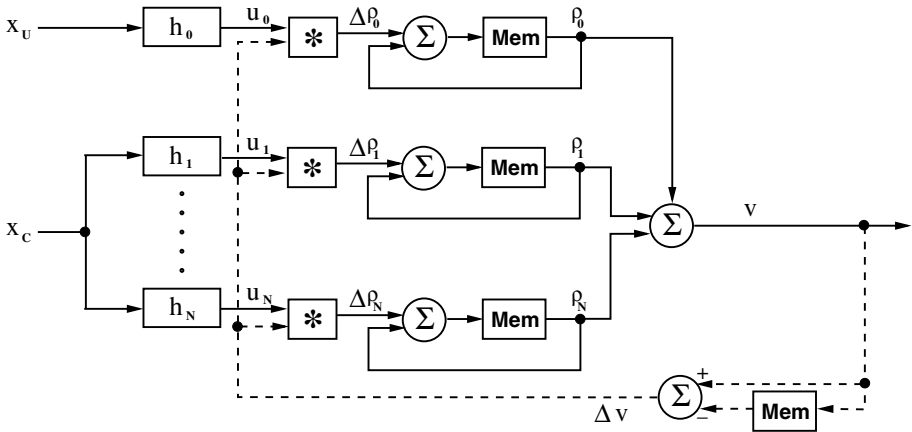 x_U h_0 u_0 * Δρ_0 Σ Mem ρ_0
h_1 u_1 * Δρ_1 Σ Mem ρ_1
x_C Σ v
h_N u_N * Δρ_N Σ Mem ρ_N
+
Σ
−
Mem
Δv